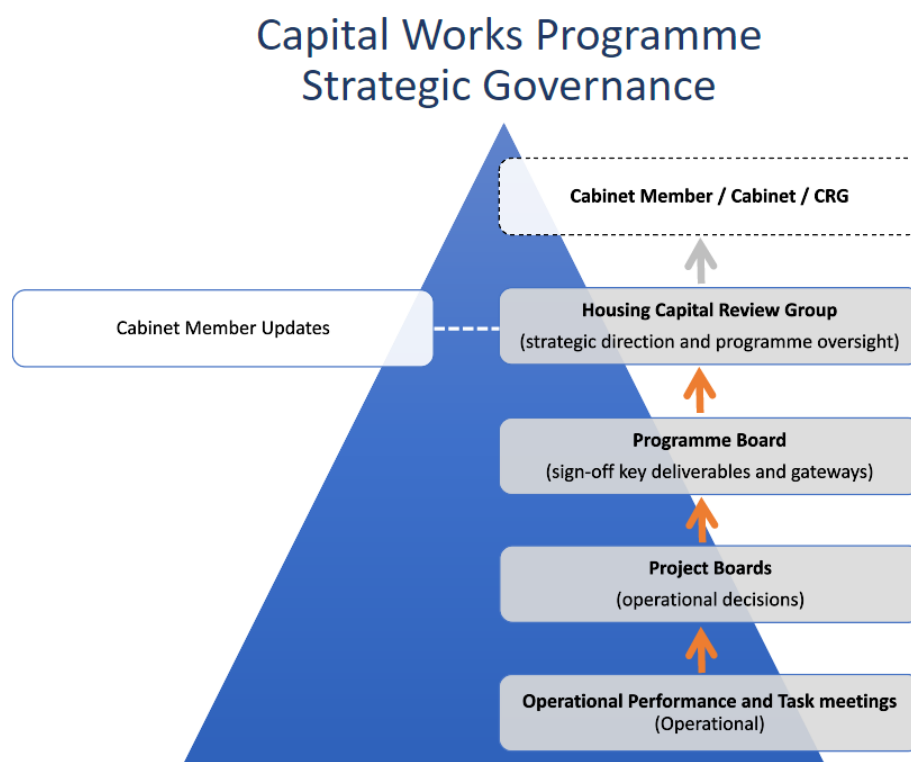 Capital Works Programme
Strategic Governance
Cabinet Member / Cabinet / CRG
Cabinet Member Updates
Housing Capital Review Group
(strategic direction and programme oversight)
Programme Board
(sign-off key deliverables and gateways)
Project Boards
(operational decisions)
Operational Performance and Task meetings
(Operational)